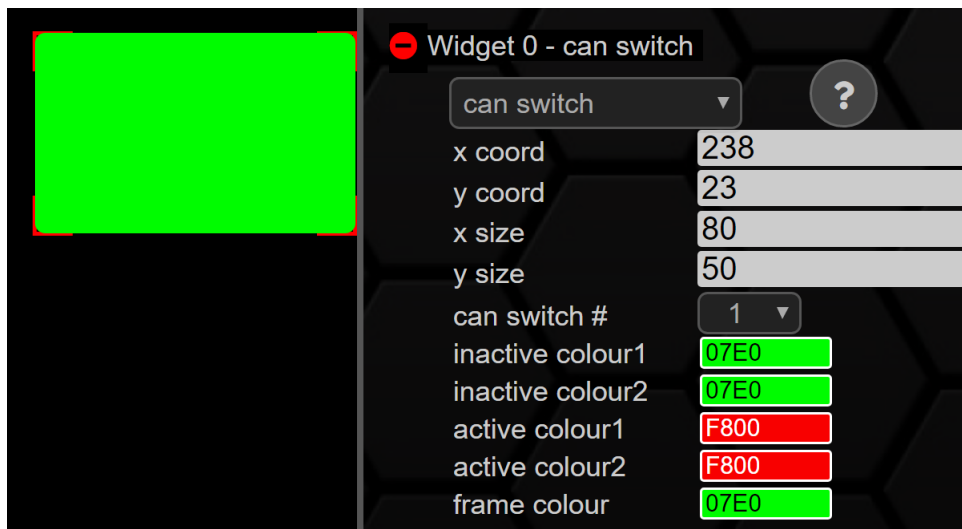 Widget 0 - can switch
can switch ▼ ?
x coord 238
y coord 23
x size 80
y size 50
can switch # 1 ▼
inactive colour1 07E0
inactive colour2 07E0
active colour1 F800
active colour2 F800
frame colour 07E0